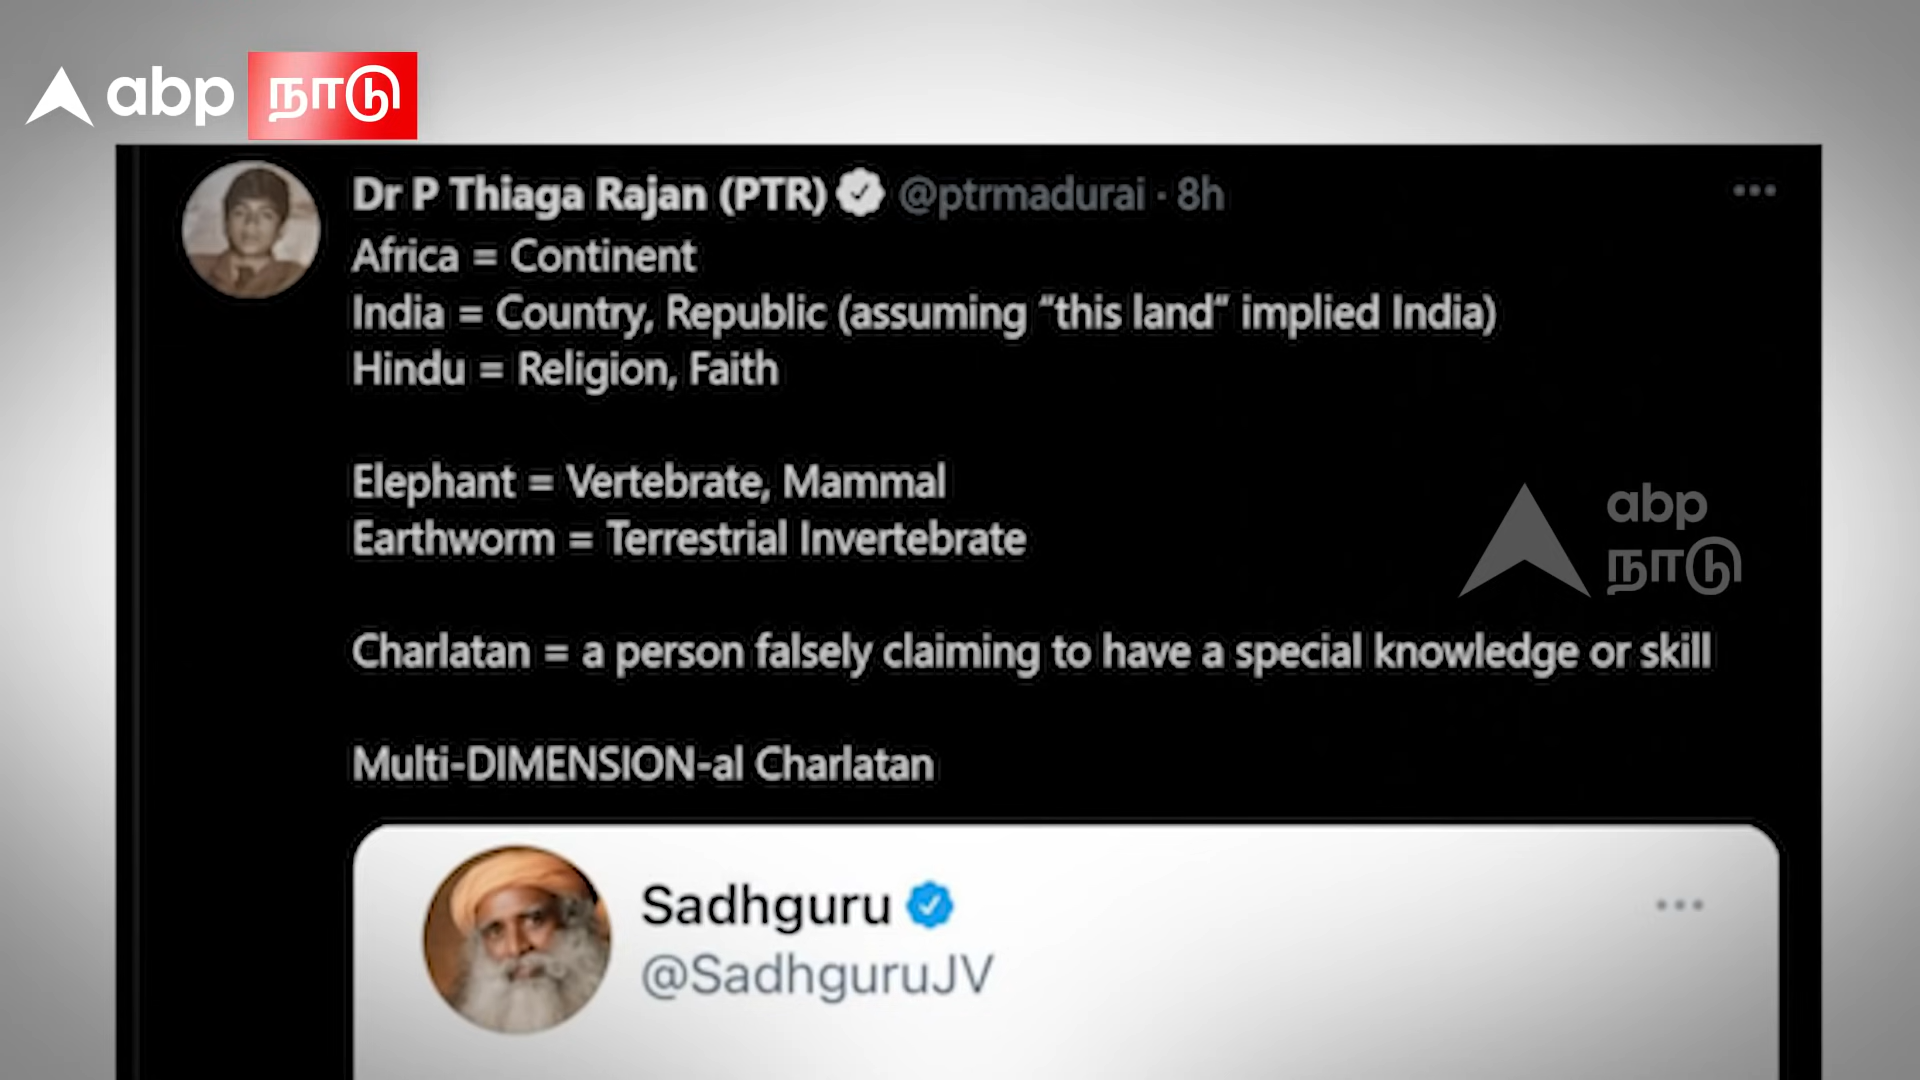 abp நாடு
Dr P Thiaga Rajan (PTR) @ptrmadurai · 8h
Africa = Continent
India = Country, Republic (assuming “this land” implied India)
Hindu = Religion, Faith
Elephant = Vertebrate, Mammal
Earthworm = Terrestrial Invertebrate
abp
நாடு
Charlatan = a person falsely claiming to have a special knowledge or skill
Multi-DIMENSION-al Charlatan
Sadhguru
@SadhguruJV